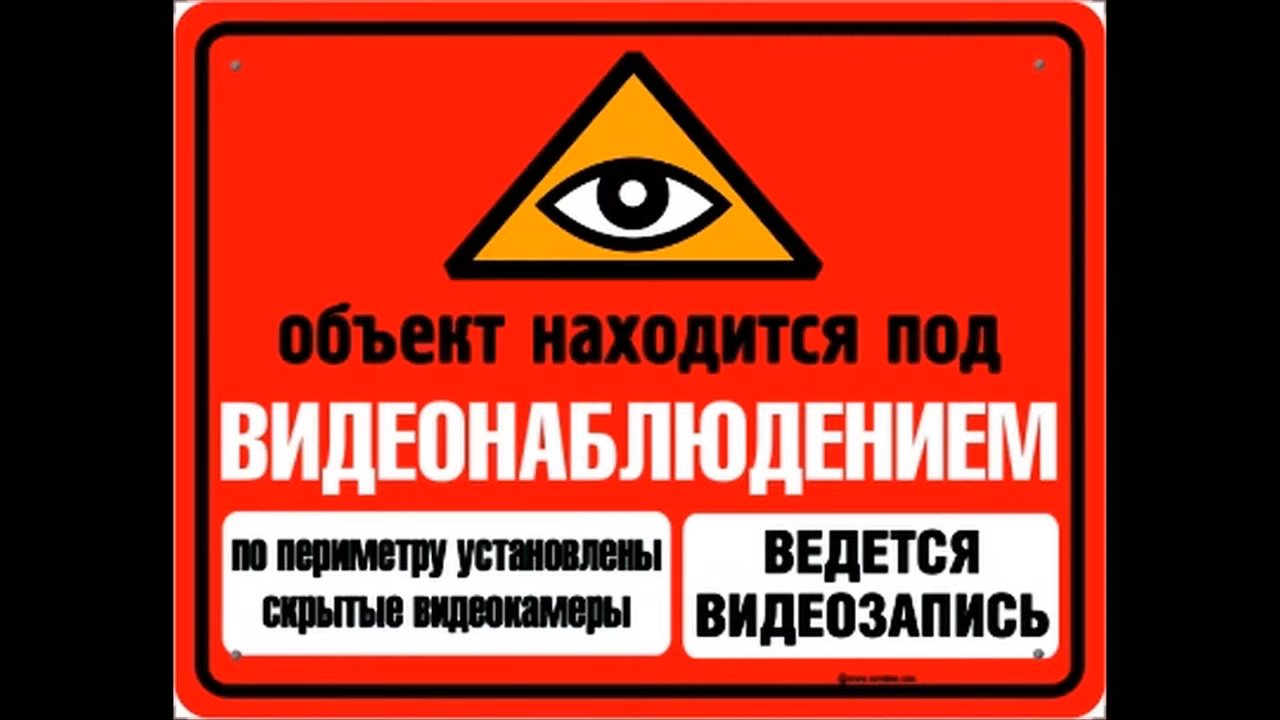 объект находится под
ВИДЕОНАБЛЮДЕНИЕМ
по периметру установлены
скрытые видеокамеры
ВЕДЕТСЯ
ВИДЕОЗАПИСЬ